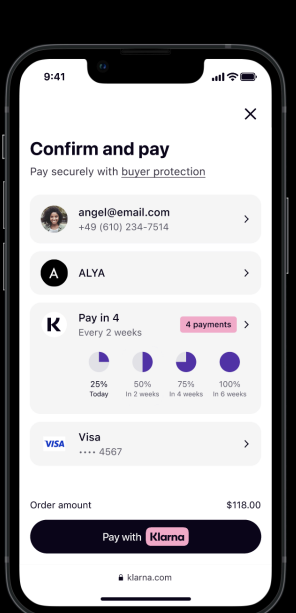 9:41
Confirm and pay
Pay securely with buyer protection
angel@email.com
+49 (610) 234-7514
A
ALYA
K
Pay in 4
Every 2 weeks
4 payments
25%
Today
50%
In 2 weeks
75%
In 4 weeks
100%
In 6 weeks
VISA
Visa
•••• 4567
Order amount
$118.00
Pay with Klarna
klarna.com